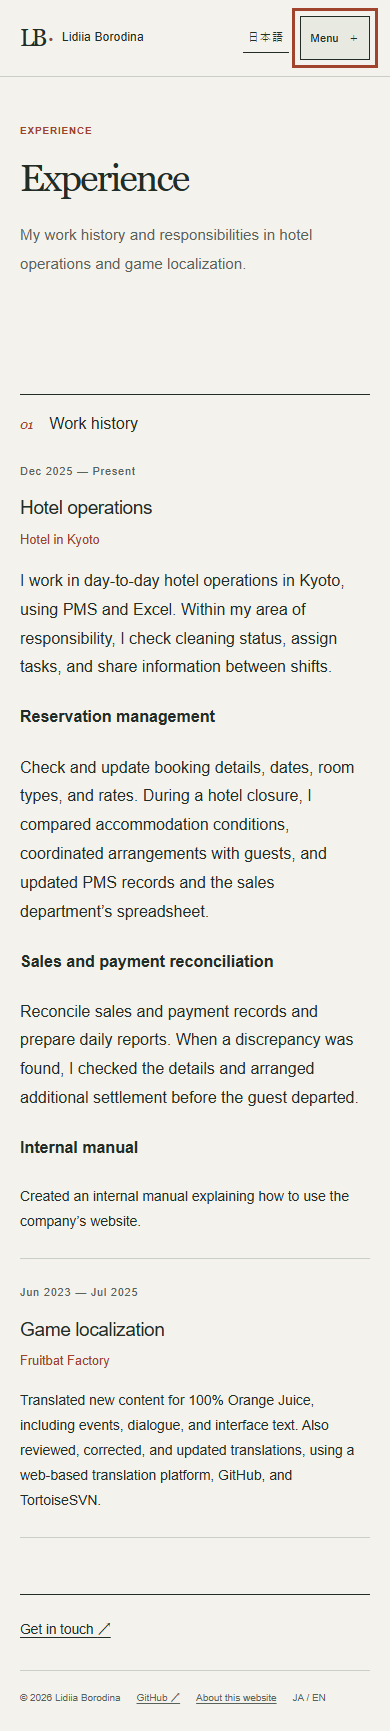 LB· Lidiia Borodina 日本語 Menu +
EXPERIENCE
Experience
My work history and responsibilities in hotel
operations and game localization.
01 Work history
Dec 2025 — Present
Hotel operations
Hotel in Kyoto
I work in day-to-day hotel operations in Kyoto,
using PMS and Excel. Within my area of
responsibility, I check cleaning status, assign
tasks, and share information between shifts.
Reservation management
Check and update booking details, dates, room
types, and rates. During a hotel closure, I
compared accommodation conditions,
coordinated arrangements with guests, and
updated PMS records and the sales
department’s spreadsheet.
Sales and payment reconciliation
Reconcile sales and payment records and
prepare daily reports. When a discrepancy was
found, I checked the details and arranged
additional settlement before the guest departed.
Internal manual
Created an internal manual explaining how to use the
company’s website.
Jun 2023 — Jul 2025
Game localization
Fruitbat Factory
Translated new content for 100% Orange Juice,
including events, dialogue, and interface text. Also
reviewed, corrected, and updated translations, using a
web-based translation platform, GitHub, and
TortoiseSVN.
Get in touch ↗
© 2026 Lidiia Borodina GitHub ↗ About this website JA / EN